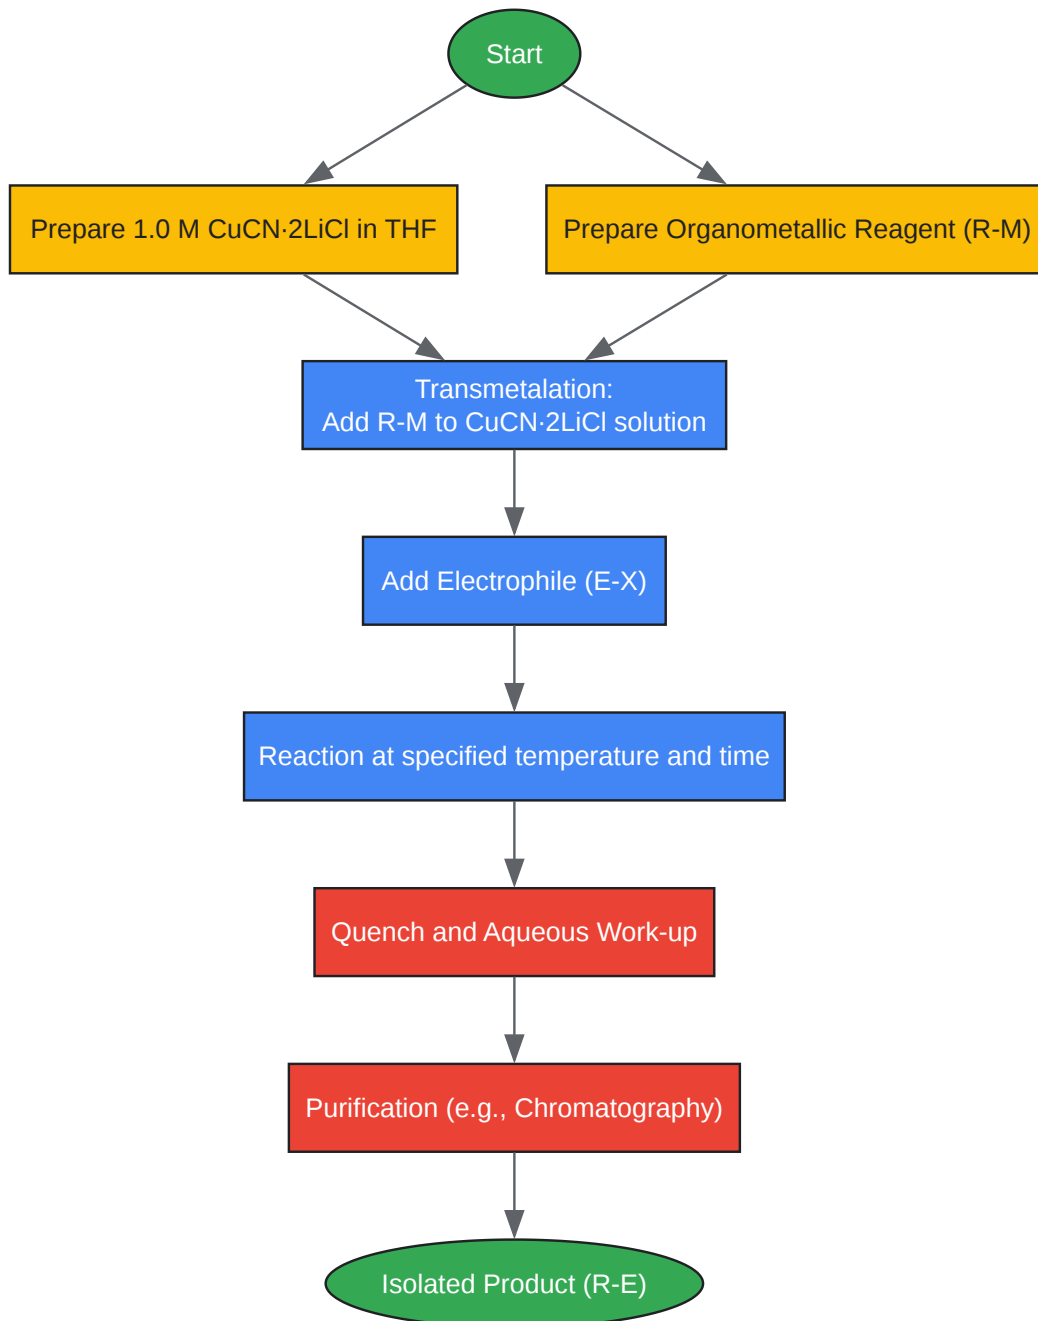 Start
Prepare 1.0 M CuCN·2LiCl in THF
Prepare Organometallic Reagent (R-M)
Transmetalation:
Add R-M to CuCN·2LiCl solution
Add Electrophile (E-X)
Reaction at specified temperature and time
Quench and Aqueous Work-up
Purification (e.g., Chromatography)
Isolated Product (R-E)